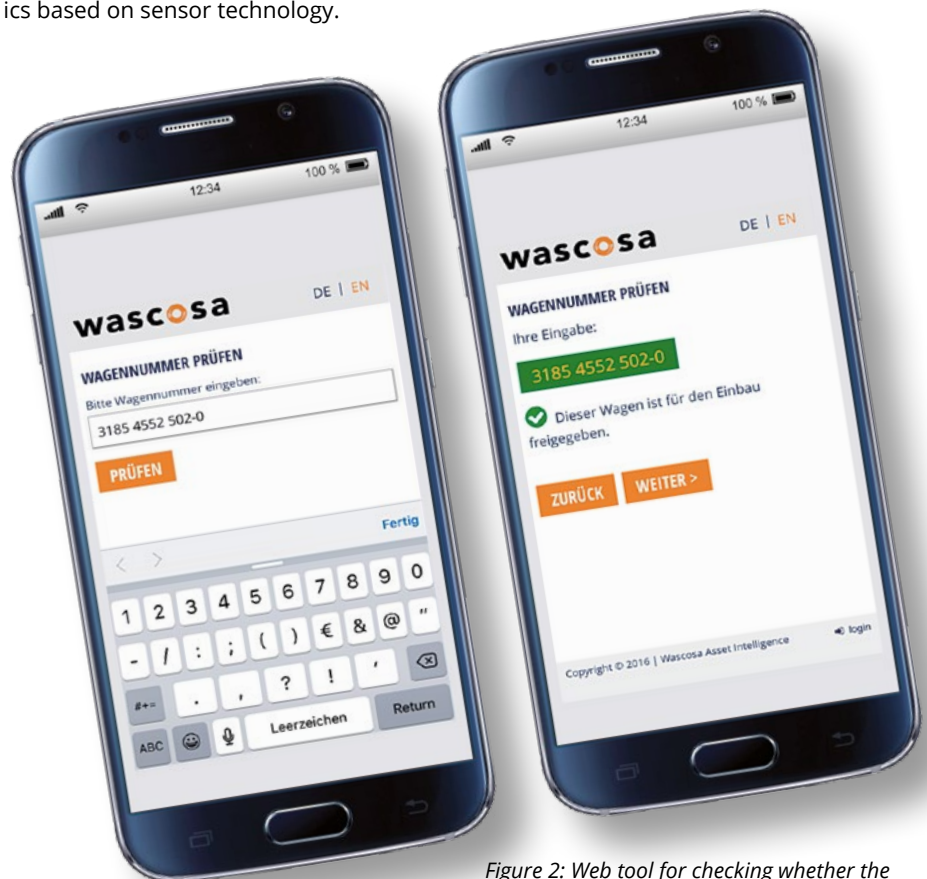 ics based on sensor technology.
12:34
100 %
wascosa
DE | EN
WAGENNUMMER PRÜFEN
Bitte Wagennummer eingeben:
3185 4552 502-0
PRÜFEN
Fertig
1 2 3 4 5 6 7 8 9 0
- / : ; ( ) € & @ "
#+= . , ? ! '
ABC Leerzeichen Return
12:34
100 %
wascosa
DE | EN
WAGENNUMMER PRÜFEN
Ihre Eingabe:
3185 4552 502-0
Dieser Wagen ist für den Einbau
freigegeben.
ZURÜCK WEITER >
Copyright © 2016 | Wascosa Asset Intelligence
login
Figure 2: Web tool for checking whether the